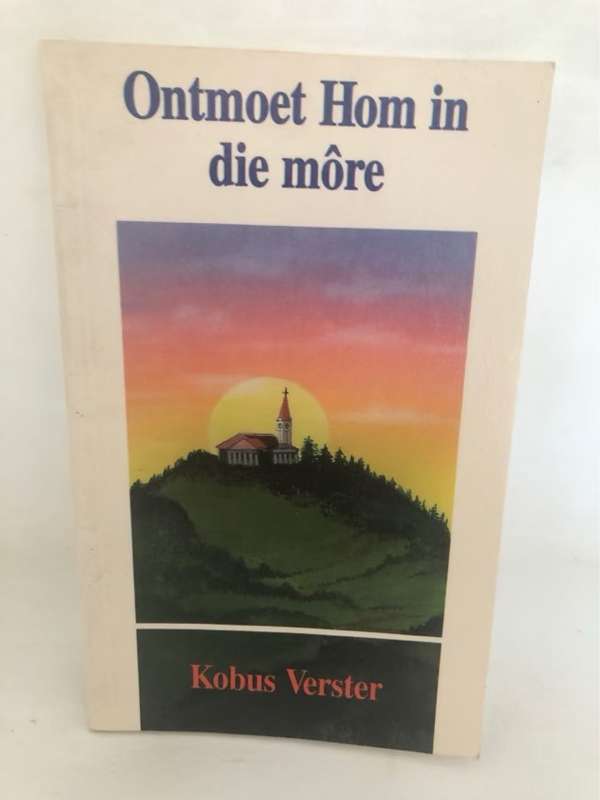 Ontmoet Hom in
die môre
Kobus Verster